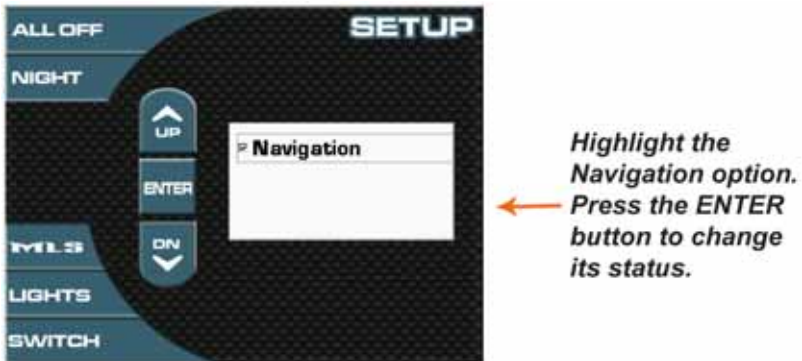 ALL OFF
SETUP
NIGHT
UP
Navigation
ENTER
DN
MLS
LIGHTS
SWITCH
Highlight the
Navigation option.
Press the ENTER
button to change
its status.